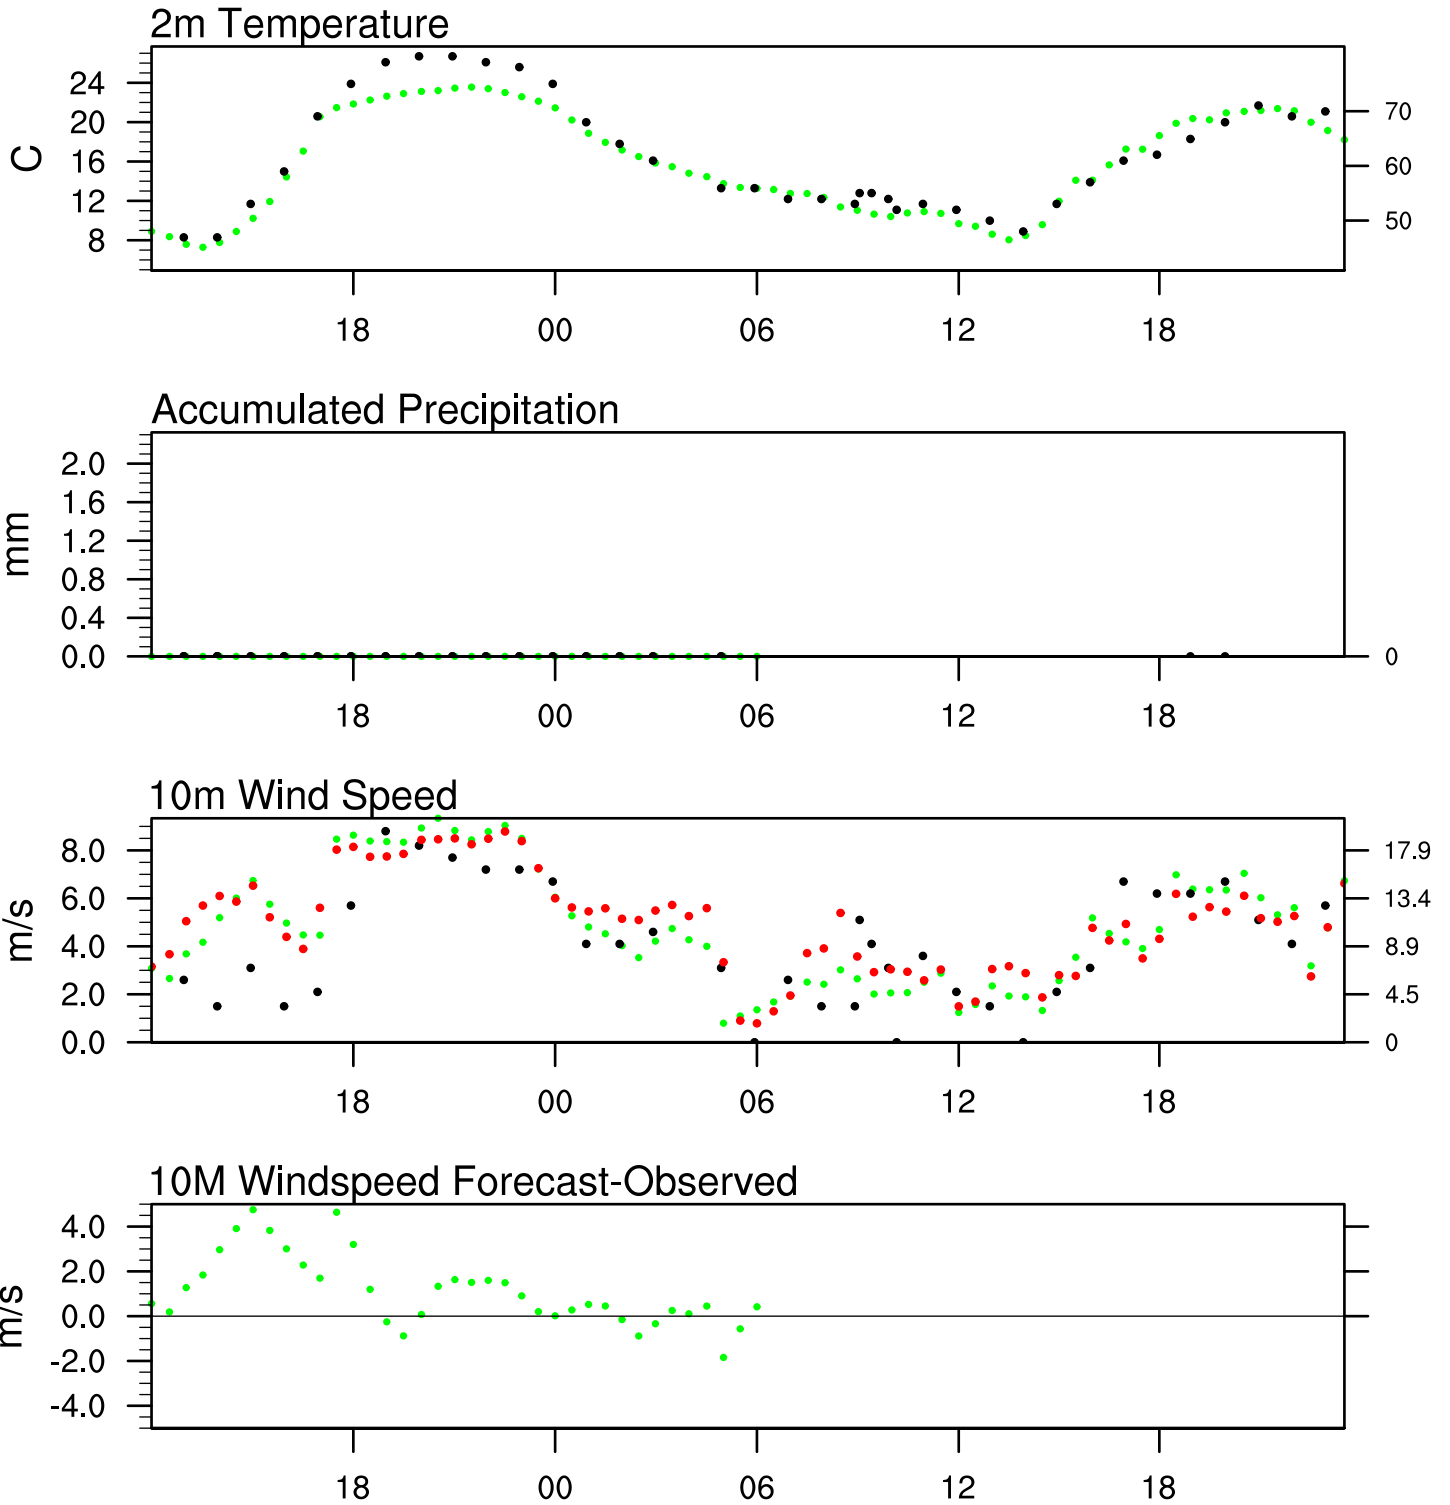 2m Temperature
24
20
16
12
8
C
70
60
50
18 00 06 12 18
Accumulated Precipitation
2.0
1.6
1.2
0.8
0.4
0.0
mm
0
18 00 06 12 18
10m Wind Speed
8.0
6.0
4.0
2.0
0.0
m/s
17.9
13.4
8.9
4.5
0
18 00 06 12 18
10M Windspeed Forecast-Observed
4.0
2.0
0.0
-2.0
-4.0
m/s
18 00 06 12 18